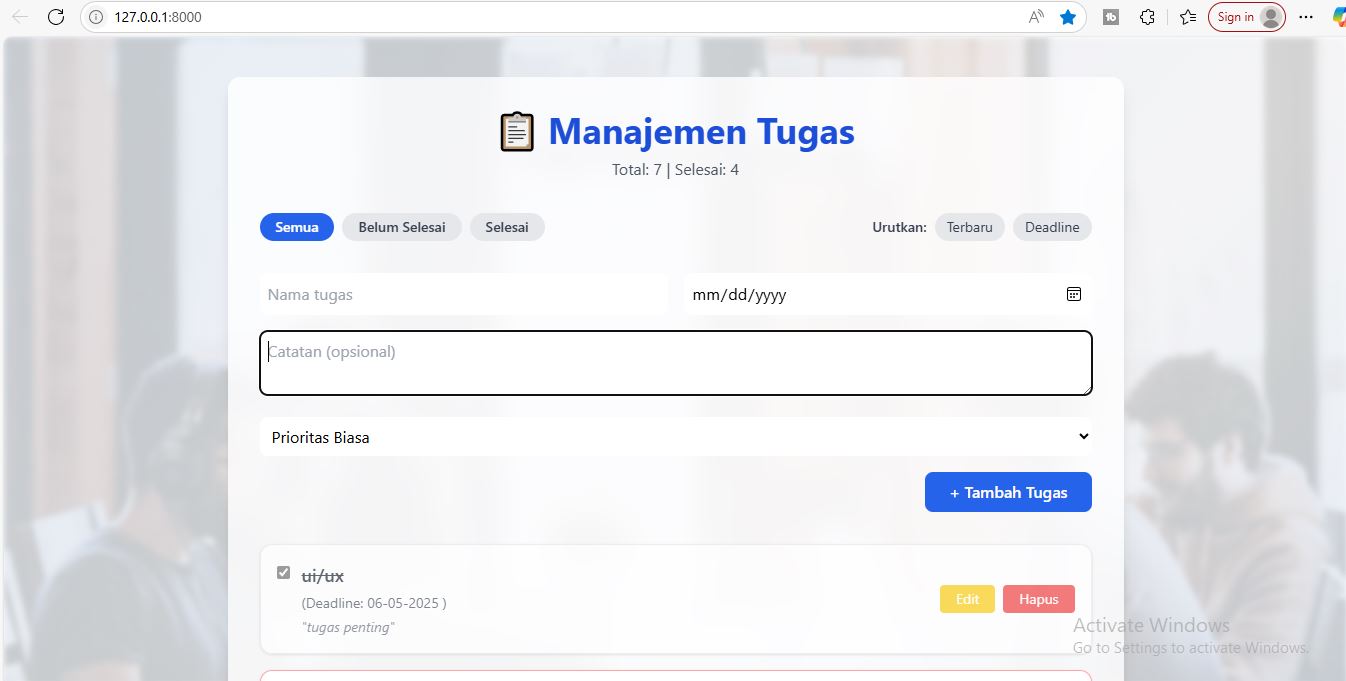 127.0.0.1:8000
Sign in
Manajemen Tugas
Total: 7 | Selesai: 4
Semua Belum Selesai Selesai Urutkan: Terbaru Deadline
Nama tugas mm/dd/yyyy
Catatan (opsional)
Prioritas Biasa
+ Tambah Tugas
ui/ux
(Deadline: 06-05-2025 )
"tugas penting"
Edit Hapus
Activate Windows
Go to Settings to activate Windows.